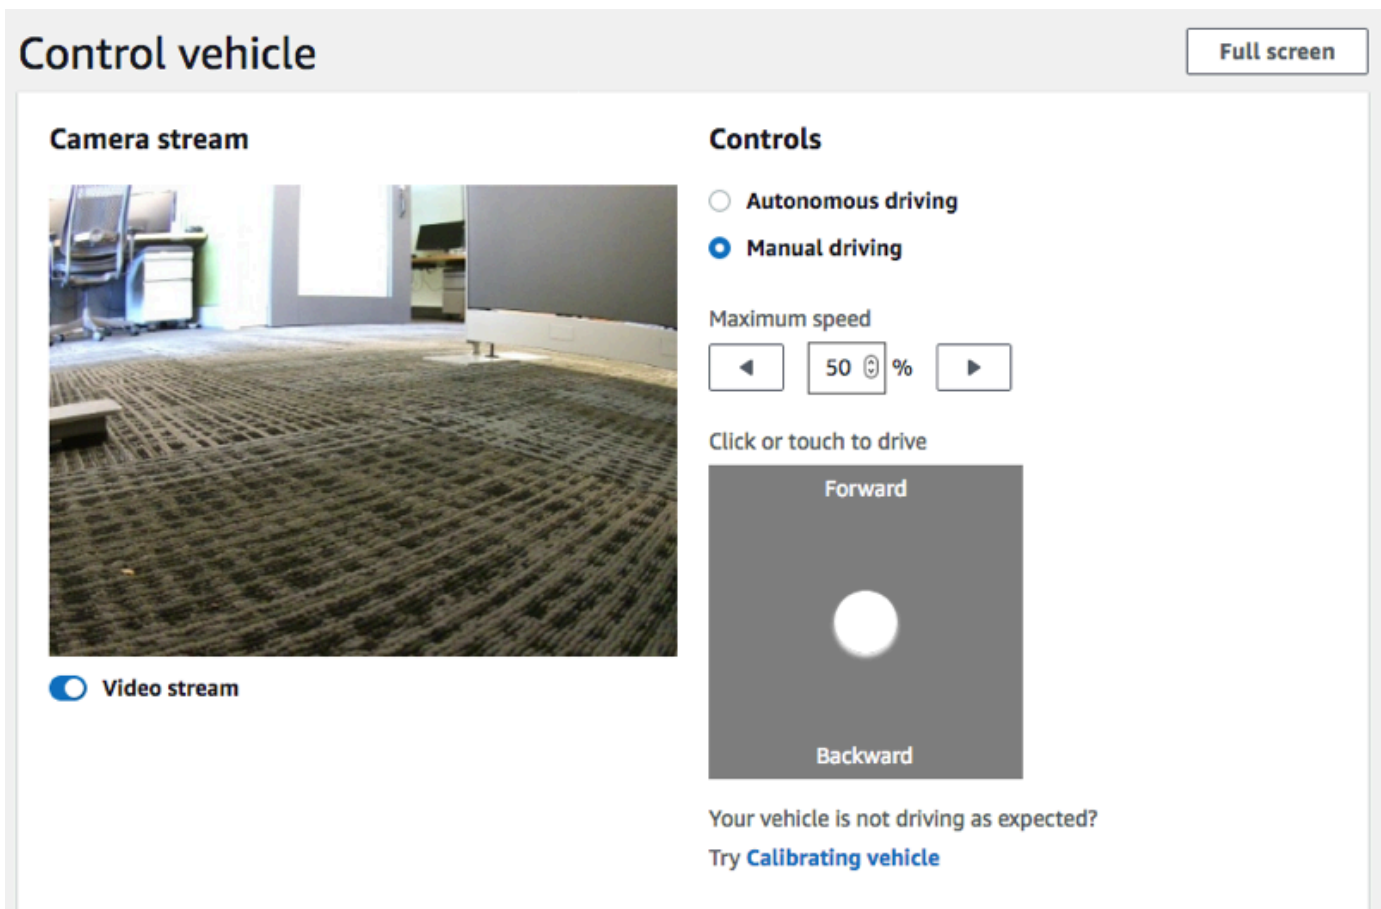 Control vehicle
Full screen
Camera stream
Controls
Autonomous driving
Manual driving
Maximum speed
50 %
Click or touch to drive
Forward
Backward
Video stream
Your vehicle is not driving as expected?
Try Calibrating vehicle